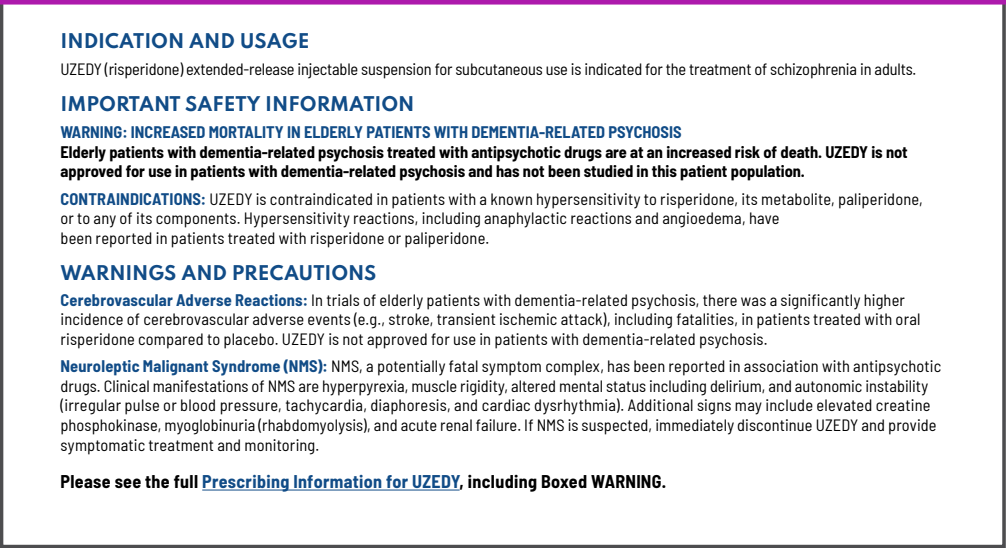 INDICATION AND USAGE
UZEDY (risperidone) extended-release injectable suspension for subcutaneous use is indicated for the treatment of schizophrenia in adults.
IMPORTANT SAFETY INFORMATION
WARNING: INCREASED MORTALITY IN ELDERLY PATIENTS WITH DEMENTIA-RELATED PSYCHOSIS
Elderly patients with dementia-related psychosis treated with antipsychotic drugs are at an increased risk of death. UZEDY is not
approved for use in patients with dementia-related psychosis and has not been studied in this patient population.
CONTRAINDICATIONS: UZEDY is contraindicated in patients with a known hypersensitivity to risperidone, its metabolite, paliperidone,
or to any of its components. Hypersensitivity reactions, including anaphylactic reactions and angioedema, have
been reported in patients treated with risperidone or paliperidone.
WARNINGS AND PRECAUTIONS
Cerebrovascular Adverse Reactions: In trials of elderly patients with dementia-related psychosis, there was a significantly higher
incidence of cerebrovascular adverse events (e.g., stroke, transient ischemic attack), including fatalities, in patients treated with oral
risperidone compared to placebo. UZEDY is not approved for use in patients with dementia-related psychosis.
Neuroleptic Malignant Syndrome (NMS): NMS, a potentially fatal symptom complex, has been reported in association with antipsychotic
drugs. Clinical manifestations of NMS are hyperpyrexia, muscle rigidity, altered mental status including delirium, and autonomic instability
(irregular pulse or blood pressure, tachycardia, diaphoresis, and cardiac dysrhythmia). Additional signs may include elevated creatine
phosphokinase, myoglobinuria (rhabdomyolysis), and acute renal failure. If NMS is suspected, immediately discontinue UZEDY and provide
symptomatic treatment and monitoring.
Please see the full Prescribing Information for UZEDY, including Boxed WARNING.